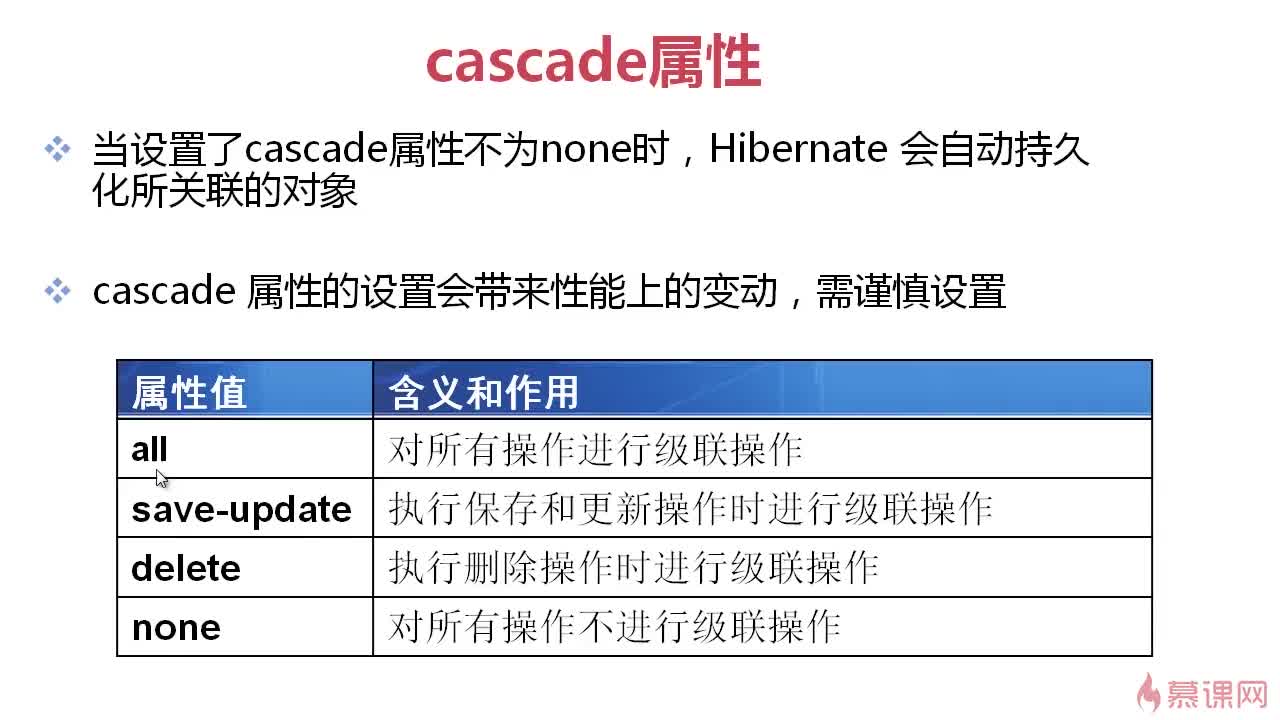 cascade属性
当设置了cascade属性不为none时，Hibernate 会自动持久
化所关联的对象
cascade 属性的设置会带来性能上的变动，需谨慎设置
属性值 含义和作用
all 对所有操作进行级联操作
save-update 执行保存和更新操作时进行级联操作
delete 执行删除操作时进行级联操作
none 对所有操作不进行级联操作
慕课网